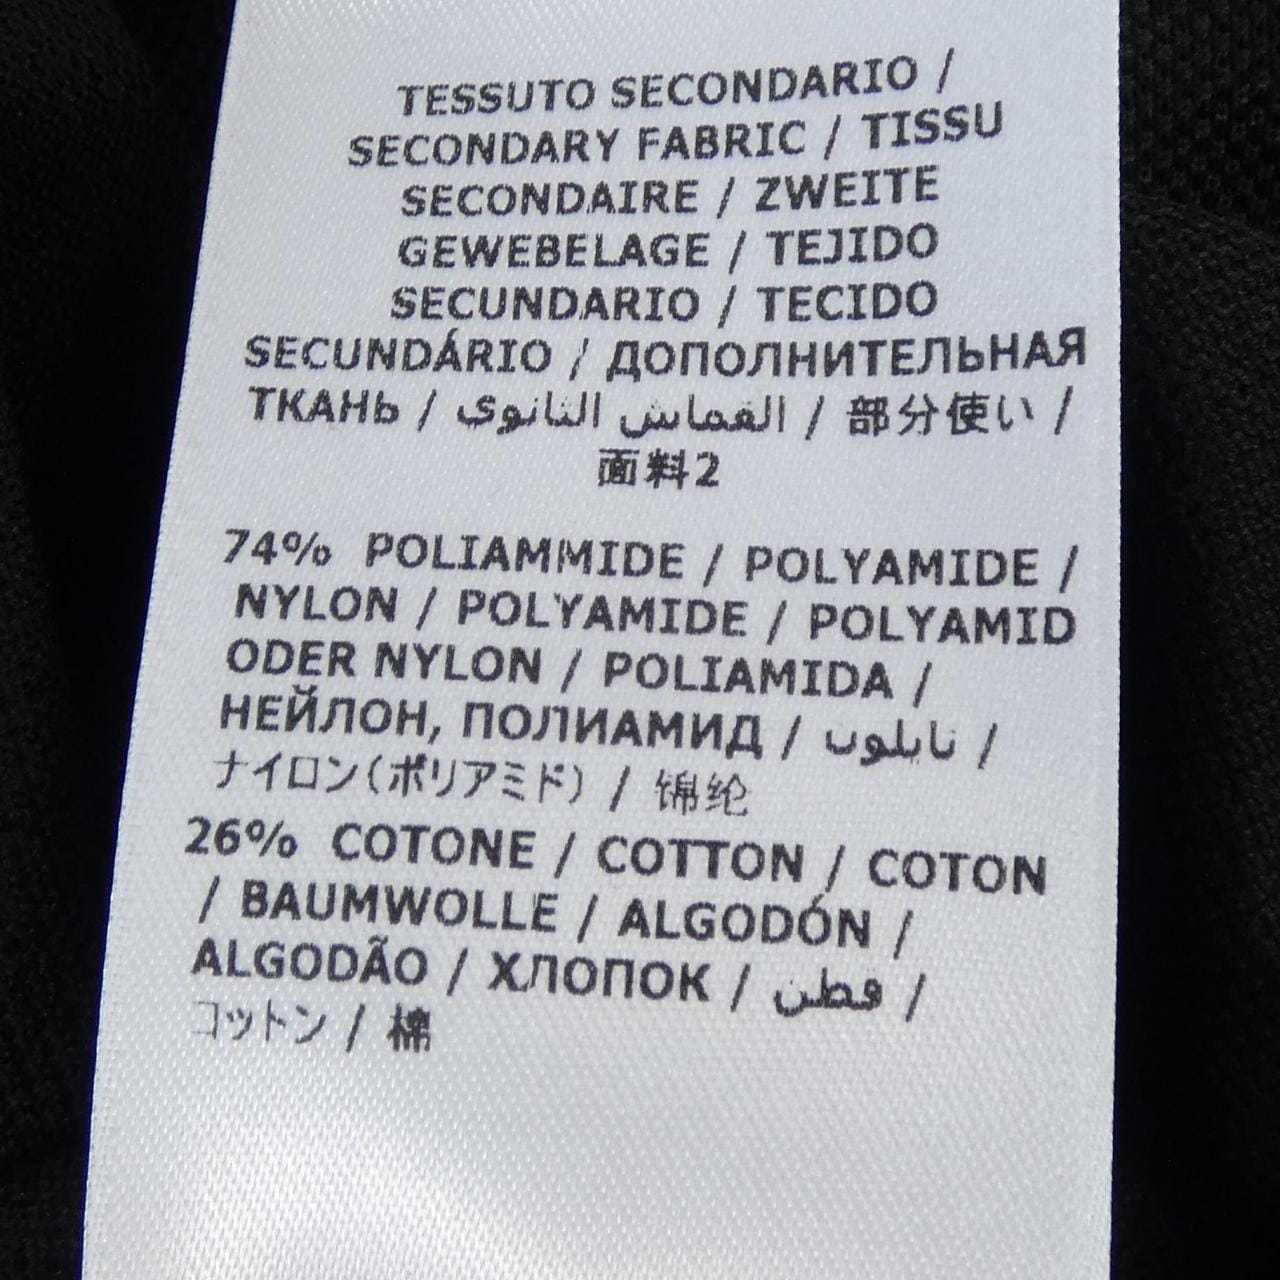 TESSUTO SECONDARIO /
SECONDARY FABRIC / TISSU
SECONDAIRE / ZWEITE
GEWEBELAGE / TEJIDO
SECUNDARIO / TECIDO
SECUNDÁRIO / ДОПОЛНИТЕЛЬНАЯ
ТКАНЬ / القماش الثانوي / 部分使い /
面料2
74% POLIAMMIDE / POLYAMIDE /
NYLON / POLYAMIDE / POLYAMID
ODER NYLON / POLIAMIDA /
НЕЙЛОН, ПОЛИАМИД / نايلون /
ナイロン(ポリアミド) / 锦纶
26% COTONE / COTTON / COTON
/ BAUMWOLLE / ALGODÓN /
ALGODÃO / ХЛОПОК / قطن /
コットン / 棉